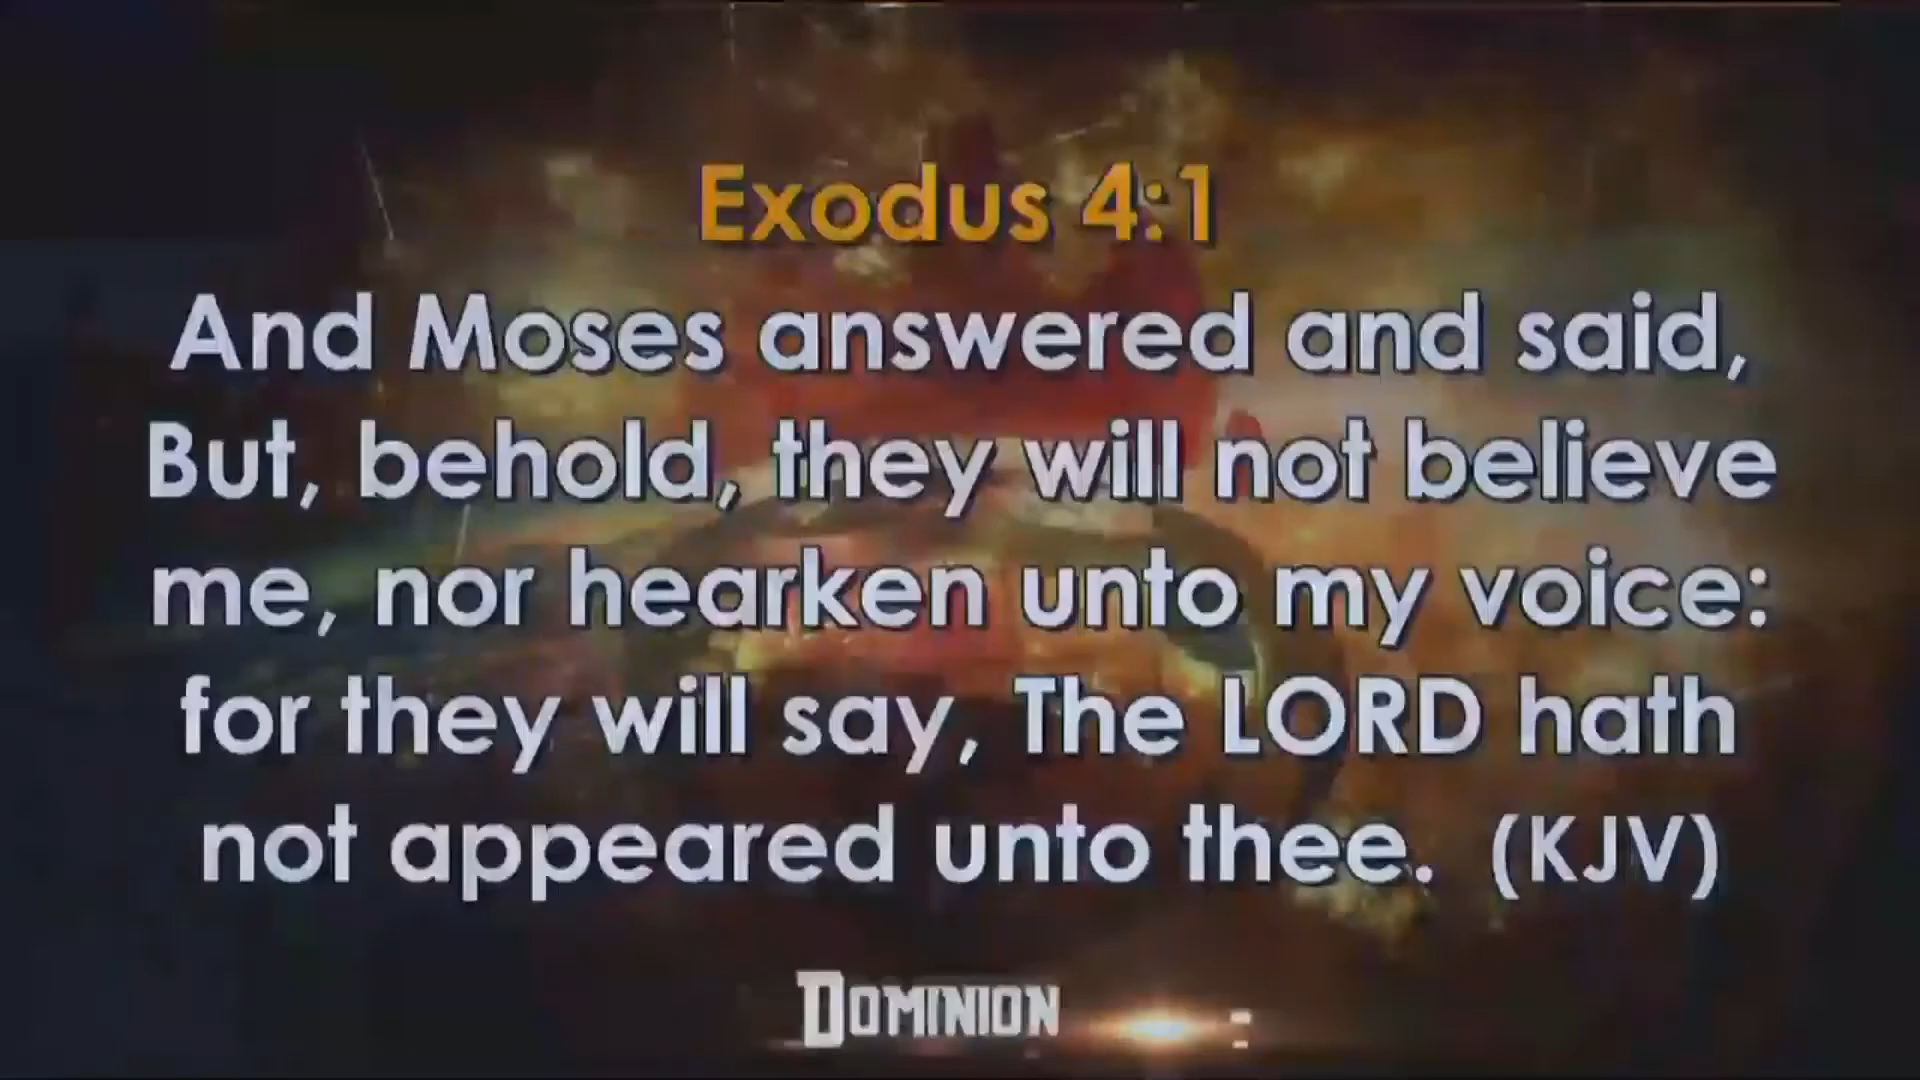 Exodus 4:1
And Moses answered and said,
But, behold, they will not believe
me, nor hearken unto my voice:
for they will say, The LORD hath
not appeared unto thee. (KJV)
DOMINION